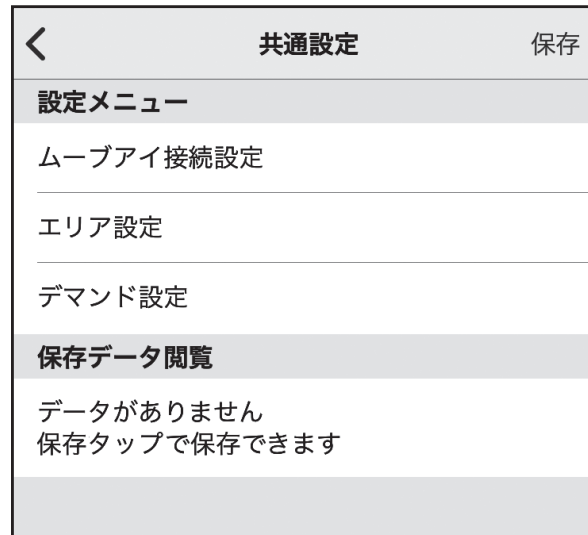 共通設定 保存
設定メニュー
ムーブアイ接続設定
エリア設定
デマンド設定
保存データ閲覧
データがありません
保存タップで保存できます